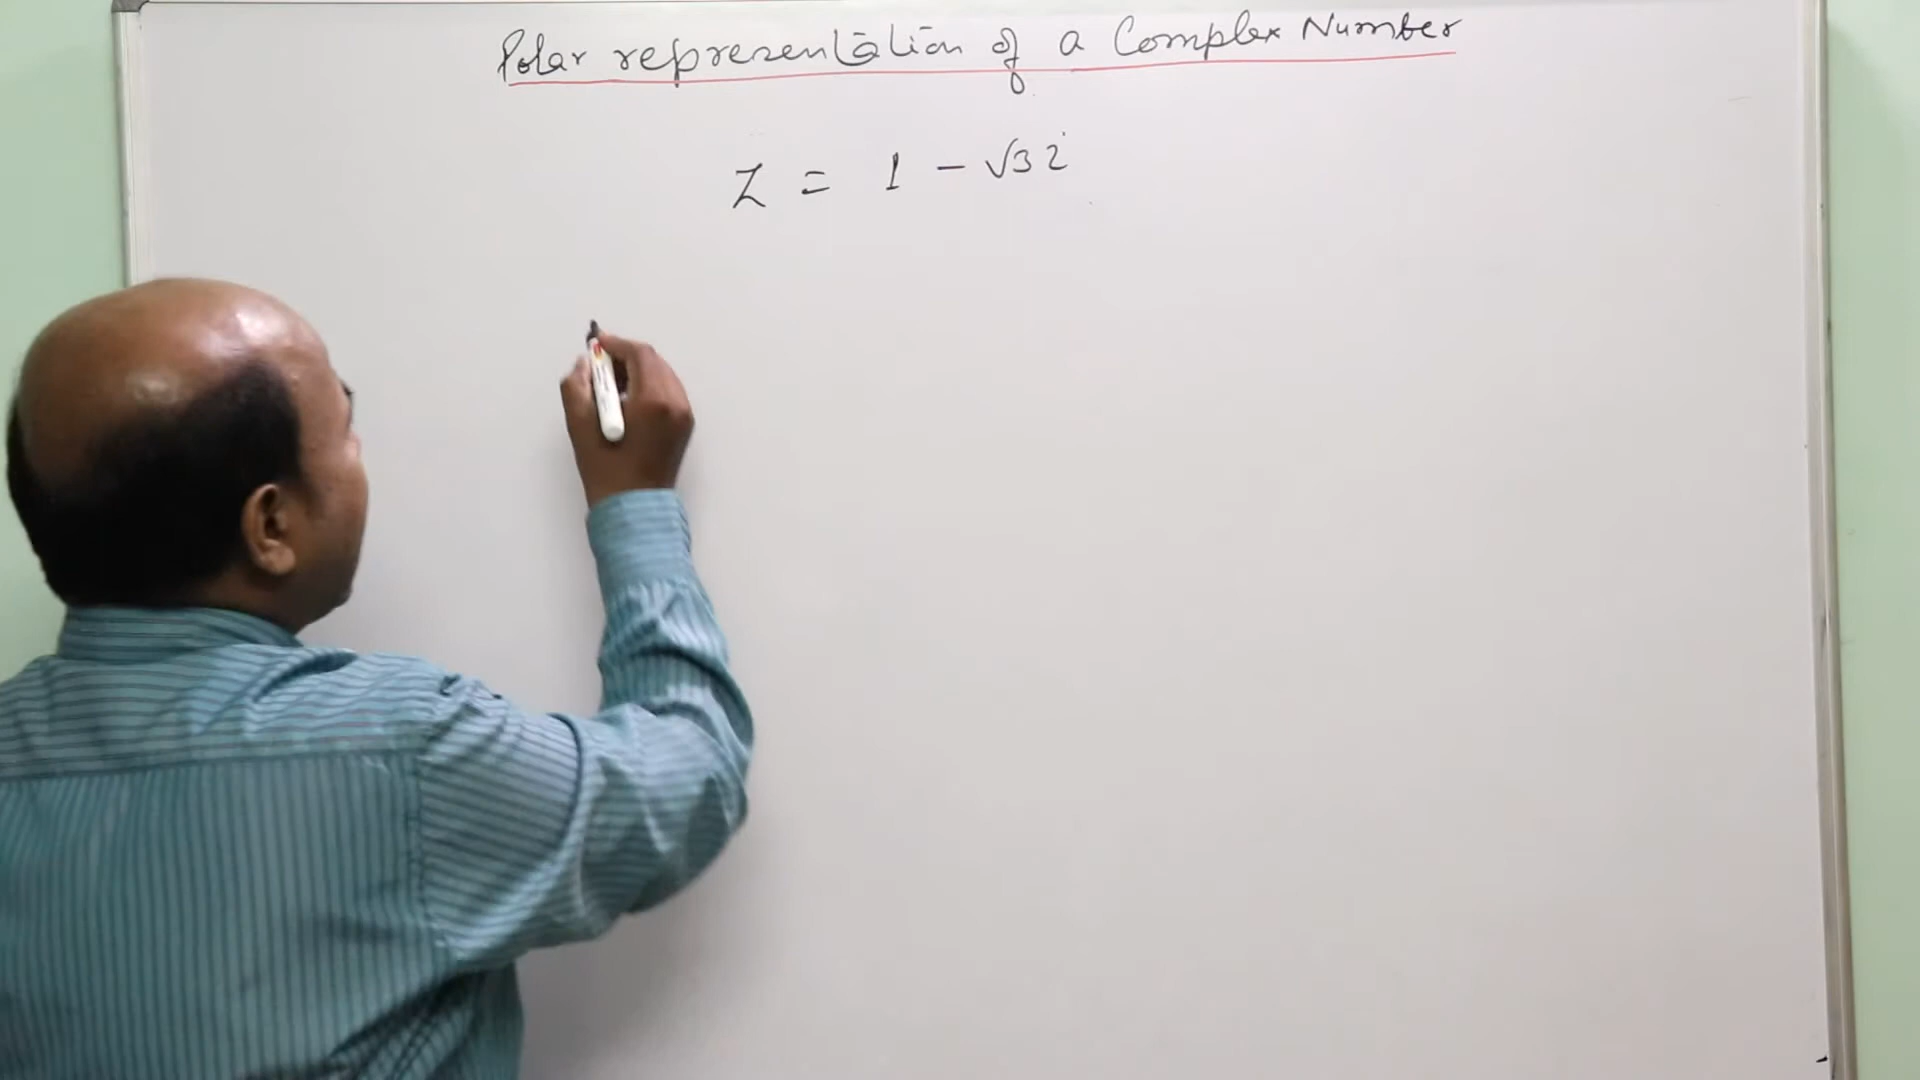 Polar representation of a Complex Number
Z = 1 - √3 i